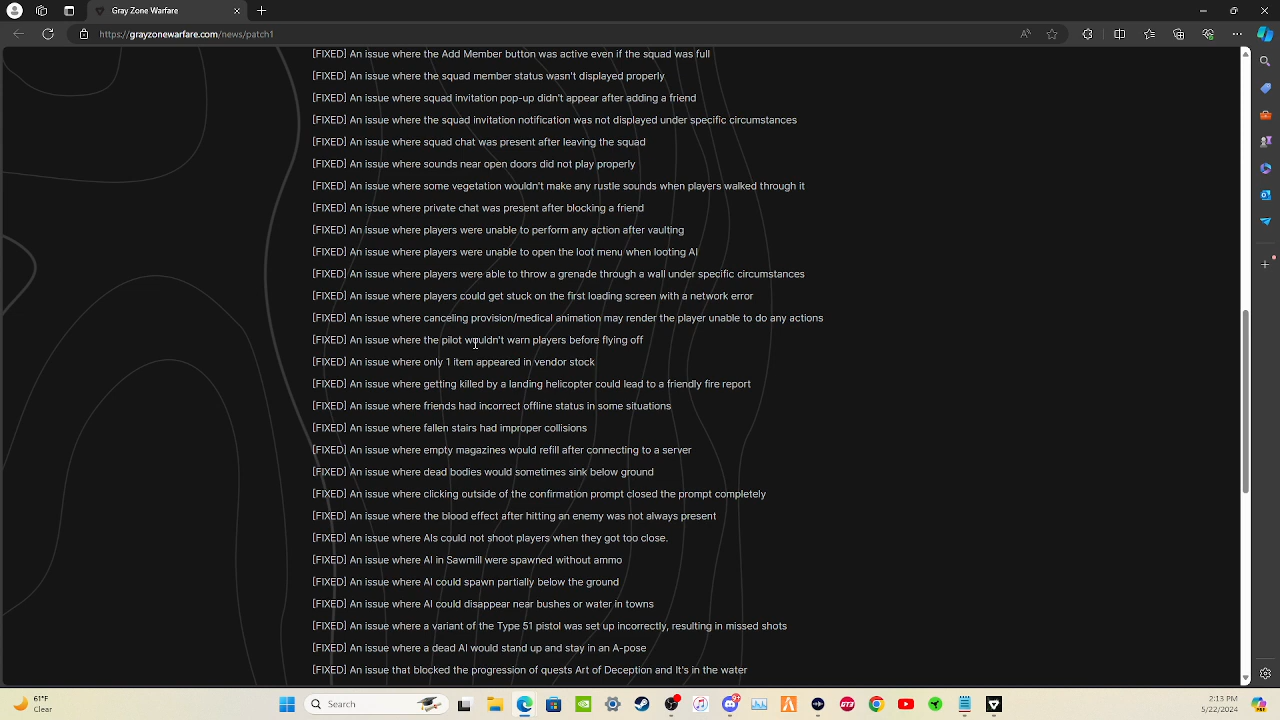 Gray Zone Warfare
https://grayzonewarfare.com/news/patch1
[FIXED] An issue where the Add Member button was active even if the squad was full
[FIXED] An issue where the squad member status wasn't displayed properly
[FIXED] An issue where squad invitation pop-up didn't appear after adding a friend
[FIXED] An issue where the squad invitation notification was not displayed under specific circumstances
[FIXED] An issue where squad chat was present after leaving the squad
[FIXED] An issue where sounds near open doors did not play properly
[FIXED] An issue where some vegetation wouldn't make any rustle sounds when players walked through it
[FIXED] An issue where private chat was present after blocking a friend
[FIXED] An issue where players were unable to perform any action after vaulting
[FIXED] An issue where players were unable to open the loot menu when looting AI
[FIXED] An issue where players were able to throw a grenade through a wall under specific circumstances
[FIXED] An issue where players could get stuck on the first loading screen with a network error
[FIXED] An issue where canceling provision/medical animation may render the player unable to do any actions
[FIXED] An issue where the pilot wouldn't warn players before flying off
[FIXED] An issue where only 1 item appeared in vendor stock
[FIXED] An issue where getting killed by a landing helicopter could lead to a friendly fire report
[FIXED] An issue where friends had incorrect offline status in some situations
[FIXED] An issue where fallen stairs had improper collisions
[FIXED] An issue where empty magazines would refill after connecting to a server
[FIXED] An issue where dead bodies would sometimes sink below ground
[FIXED] An issue where clicking outside of the confirmation prompt closed the prompt completely
[FIXED] An issue where the blood effect after hitting an enemy was not always present
[FIXED] An issue where AIs could not shoot players when they got too close.
[FIXED] An issue where AI in Sawmill were spawned without ammo
[FIXED] An issue where AI could spawn partially below the ground
[FIXED] An issue where AI could disappear near bushes or water in towns
[FIXED] An issue where a variant of the Type 51 pistol was set up incorrectly, resulting in missed shots
[FIXED] An issue where a dead AI would stand up and stay in an A-pose
[FIXED] An issue that blocked the progression of quests Art of Deception and It's in the water
61°F
Clear
Search
2:13 PM
5/22/2024